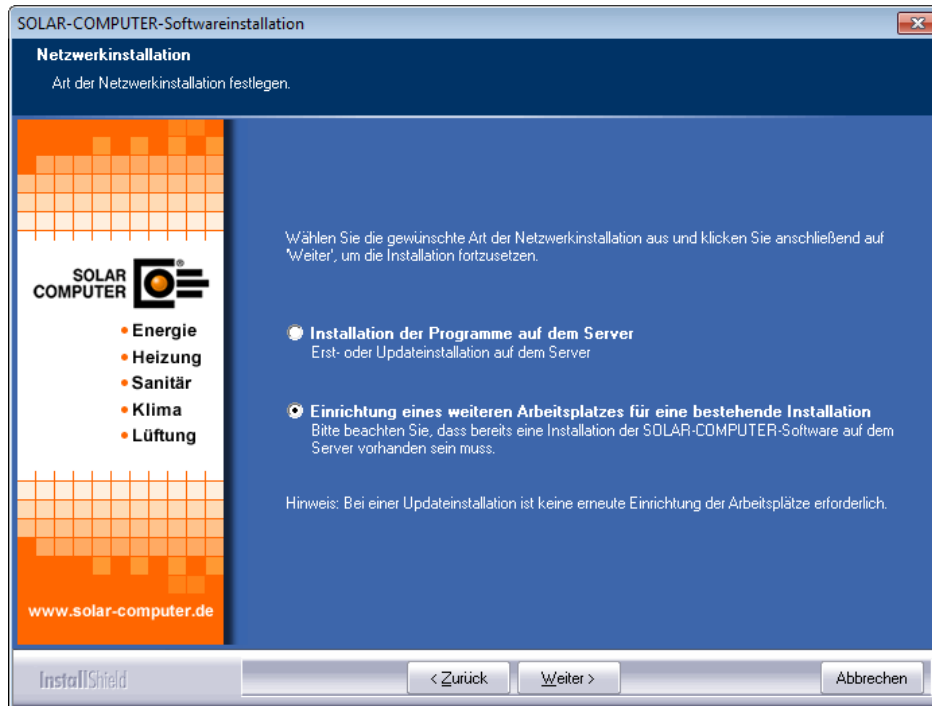 SOLAR-COMPUTER-Softwareinstallation
Netzwerkinstallation
Art der Netzwerkinstallation festlegen.
SOLAR
COMPUTER
®
• Energie
• Heizung
• Sanitär
• Klima
• Lüftung
www.solar-computer.de
Wählen Sie die gewünschte Art der Netzwerkinstallation aus und klicken Sie anschließend auf
'Weiter', um die Installation fortzusetzen.
Installation der Programme auf dem Server
Erst- oder Updateinstallation auf dem Server
Einrichtung eines weiteren Arbeitsplatzes für eine bestehende Installation
Bitte beachten Sie, dass bereits eine Installation der SOLAR-COMPUTER-Software auf dem
Server vorhanden sein muss.
Hinweis: Bei einer Updateinstallation ist keine erneute Einrichtung der Arbeitsplätze erforderlich.
InstallShield
< Zurück
Weiter >
Abbrechen